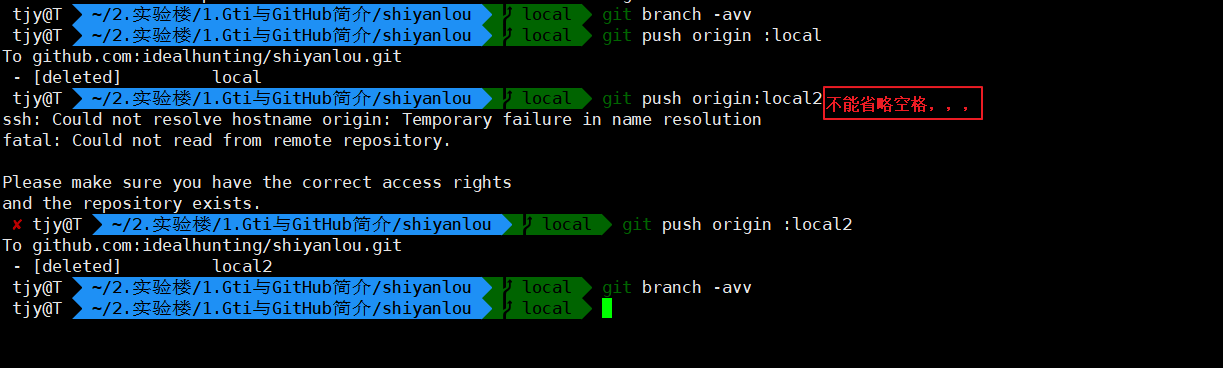 tjy@T ~/2.实验楼/1.Gti与GitHub简介/shiyanlou local git branch -avv
tjy@T ~/2.实验楼/1.Gti与GitHub简介/shiyanlou local git push origin :local
To github.com:idealhunting/shiyanlou.git
- [deleted] local
tjy@T ~/2.实验楼/1.Gti与GitHub简介/shiyanlou local git push origin:local2 不能省略空格，，，
ssh: Could not resolve hostname origin: Temporary failure in name resolution
fatal: Could not read from remote repository.
Please make sure you have the correct access rights
and the repository exists.
✘ tjy@T ~/2.实验楼/1.Gti与GitHub简介/shiyanlou local git push origin :local2
To github.com:idealhunting/shiyanlou.git
- [deleted] local2
tjy@T ~/2.实验楼/1.Gti与GitHub简介/shiyanlou local git branch -avv
tjy@T ~/2.实验楼/1.Gti与GitHub简介/shiyanlou local